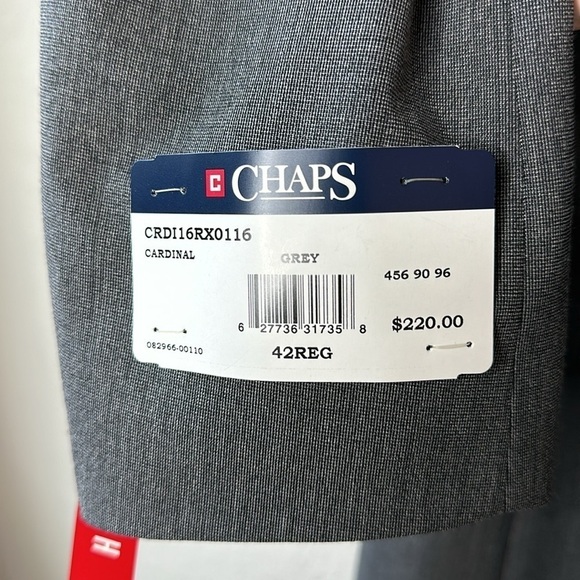 C CHAPS
CRDI16RX0116
CARDINAL
GREY
456 90 96
6 27736 31735 8
$220.00
082966-00110
42REG
H